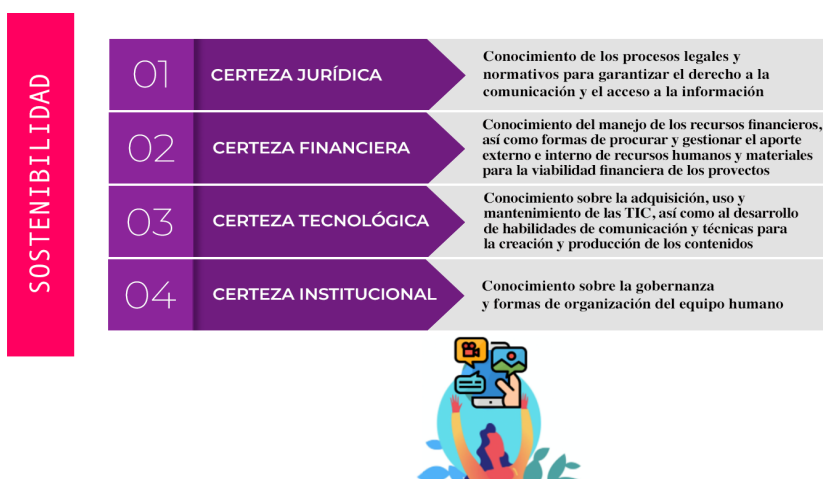 SOSTENIBILIDAD
01
CERTEZA JURÍDICA
Conocimiento de los procesos legales y
normativos para garantizar el derecho a la
comunicación y el acceso a la información
02
CERTEZA FINANCIERA
Conocimiento del manejo de los recursos financieros,
así como formas de procurar y gestionar el aporte
externo e interno de recursos humanos y materiales
para la viabilidad financiera de los provectos
03
CERTEZA TECNOLÓGICA
Conocimiento sobre la adquisición, uso y
mantenimiento de las TIC, así como al desarrollo
de habilidades de comunicación y técnicas para
la creación y producción de los contenidos
04
CERTEZA INSTITUCIONAL
Conocimiento sobre la gobernanza
y formas de organización del equipo humano